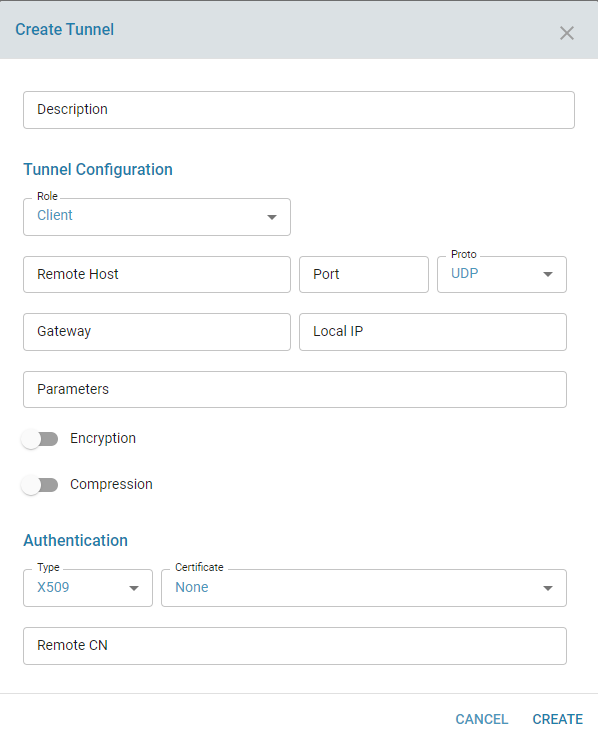 Create Tunnel
Description
Tunnel Configuration
Role
Client
Remote Host
Port
Proto
UDP
Gateway
Local IP
Parameters
Encryption
Compression
Authentication
Type
X509
Certificate
None
Remote CN
CANCEL
CREATE